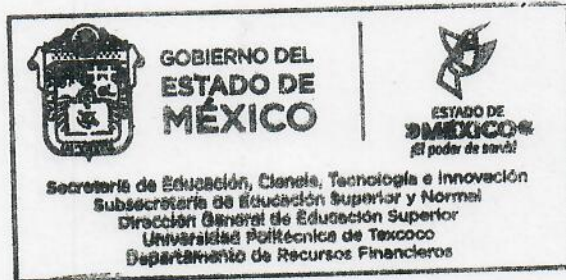 GOBIERNO DEL
ESTADO DE
MÉXICO
ESTADO DE
MÉXICO
¡El poder de servir!
Secretaría de Educación, Ciencia, Tecnología e Innovación
Subsecretaría de Educación Superior y Normal
Dirección General de Educación Superior
Universidad Politécnica de Texcoco
Departamento de Recursos Financieros